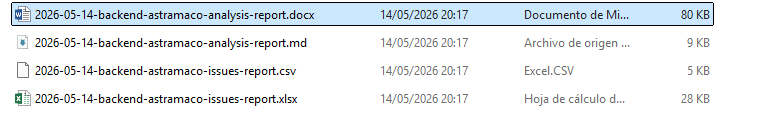 2026-05-14-backend-astramaco-analysis-report.docx 14/05/2026 20:17 Documento de Mi... 80 KB
2026-05-14-backend-astramaco-analysis-report.md 14/05/2026 20:17 Archivo de origen ... 9 KB
2026-05-14-backend-astramaco-issues-report.csv 14/05/2026 20:17 Excel.CSV 5 KB
2026-05-14-backend-astramaco-issues-report.xlsx 14/05/2026 20:17 Hoja de cálculo d... 28 KB